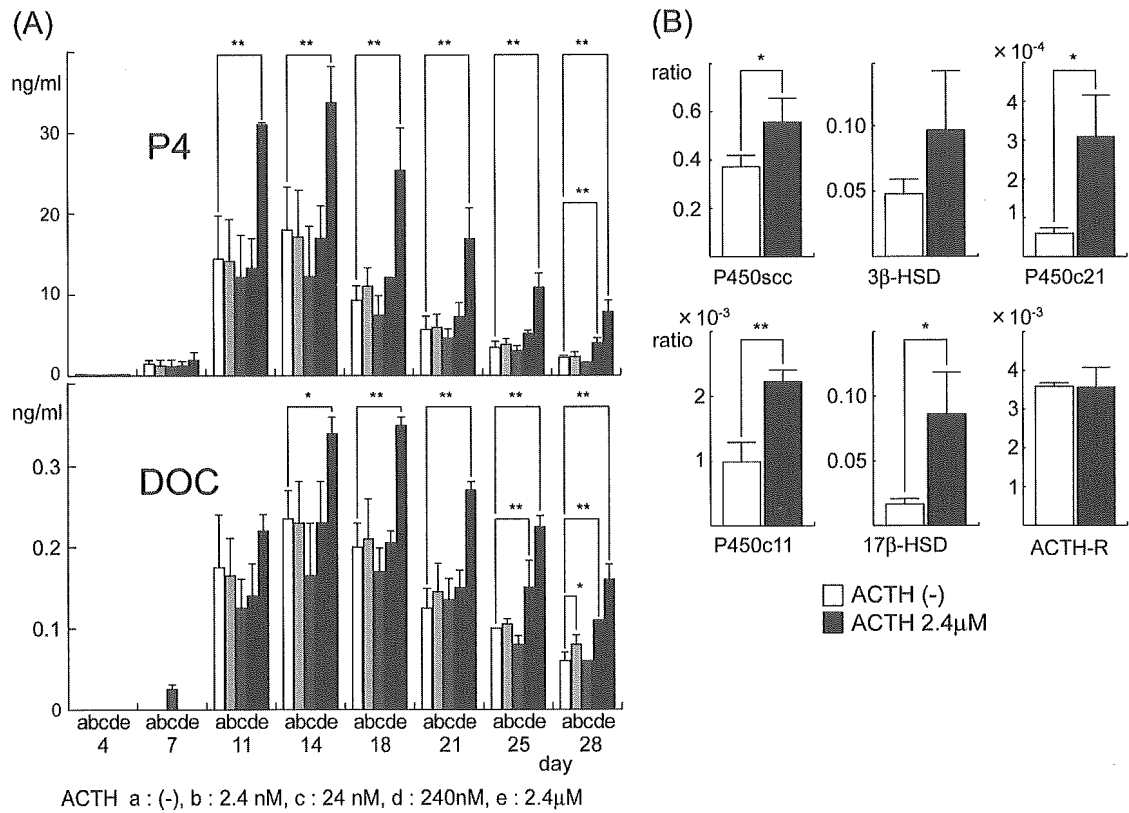 (A)
** ** ** ** ** **
ng/ml
P4
30
20
10
0
**
ng/ml
* ** ** ** **
DOC
0.3
0.2
0.1
0
** **
*
abcde abcde abcde abcde abcde abcde abcde abcde
4 7 11 14 18 21 25 28
day
ACTH a : (-), b : 2.4 nM, c : 24 nM, d : 240nM, e : 2.4μM
(B)
ratio
0.6
0.4
0.2
*
P450scc
0.10
0.05
3β-HSD
× 10-4
4
3
2
1
*
P450c21
× 10-3
ratio
2
1
**
P450c11
0.10
0.05
*
17β-HSD
× 10-3
4
3
2
1
ACTH-R
ACTH (-)
ACTH 2.4μM